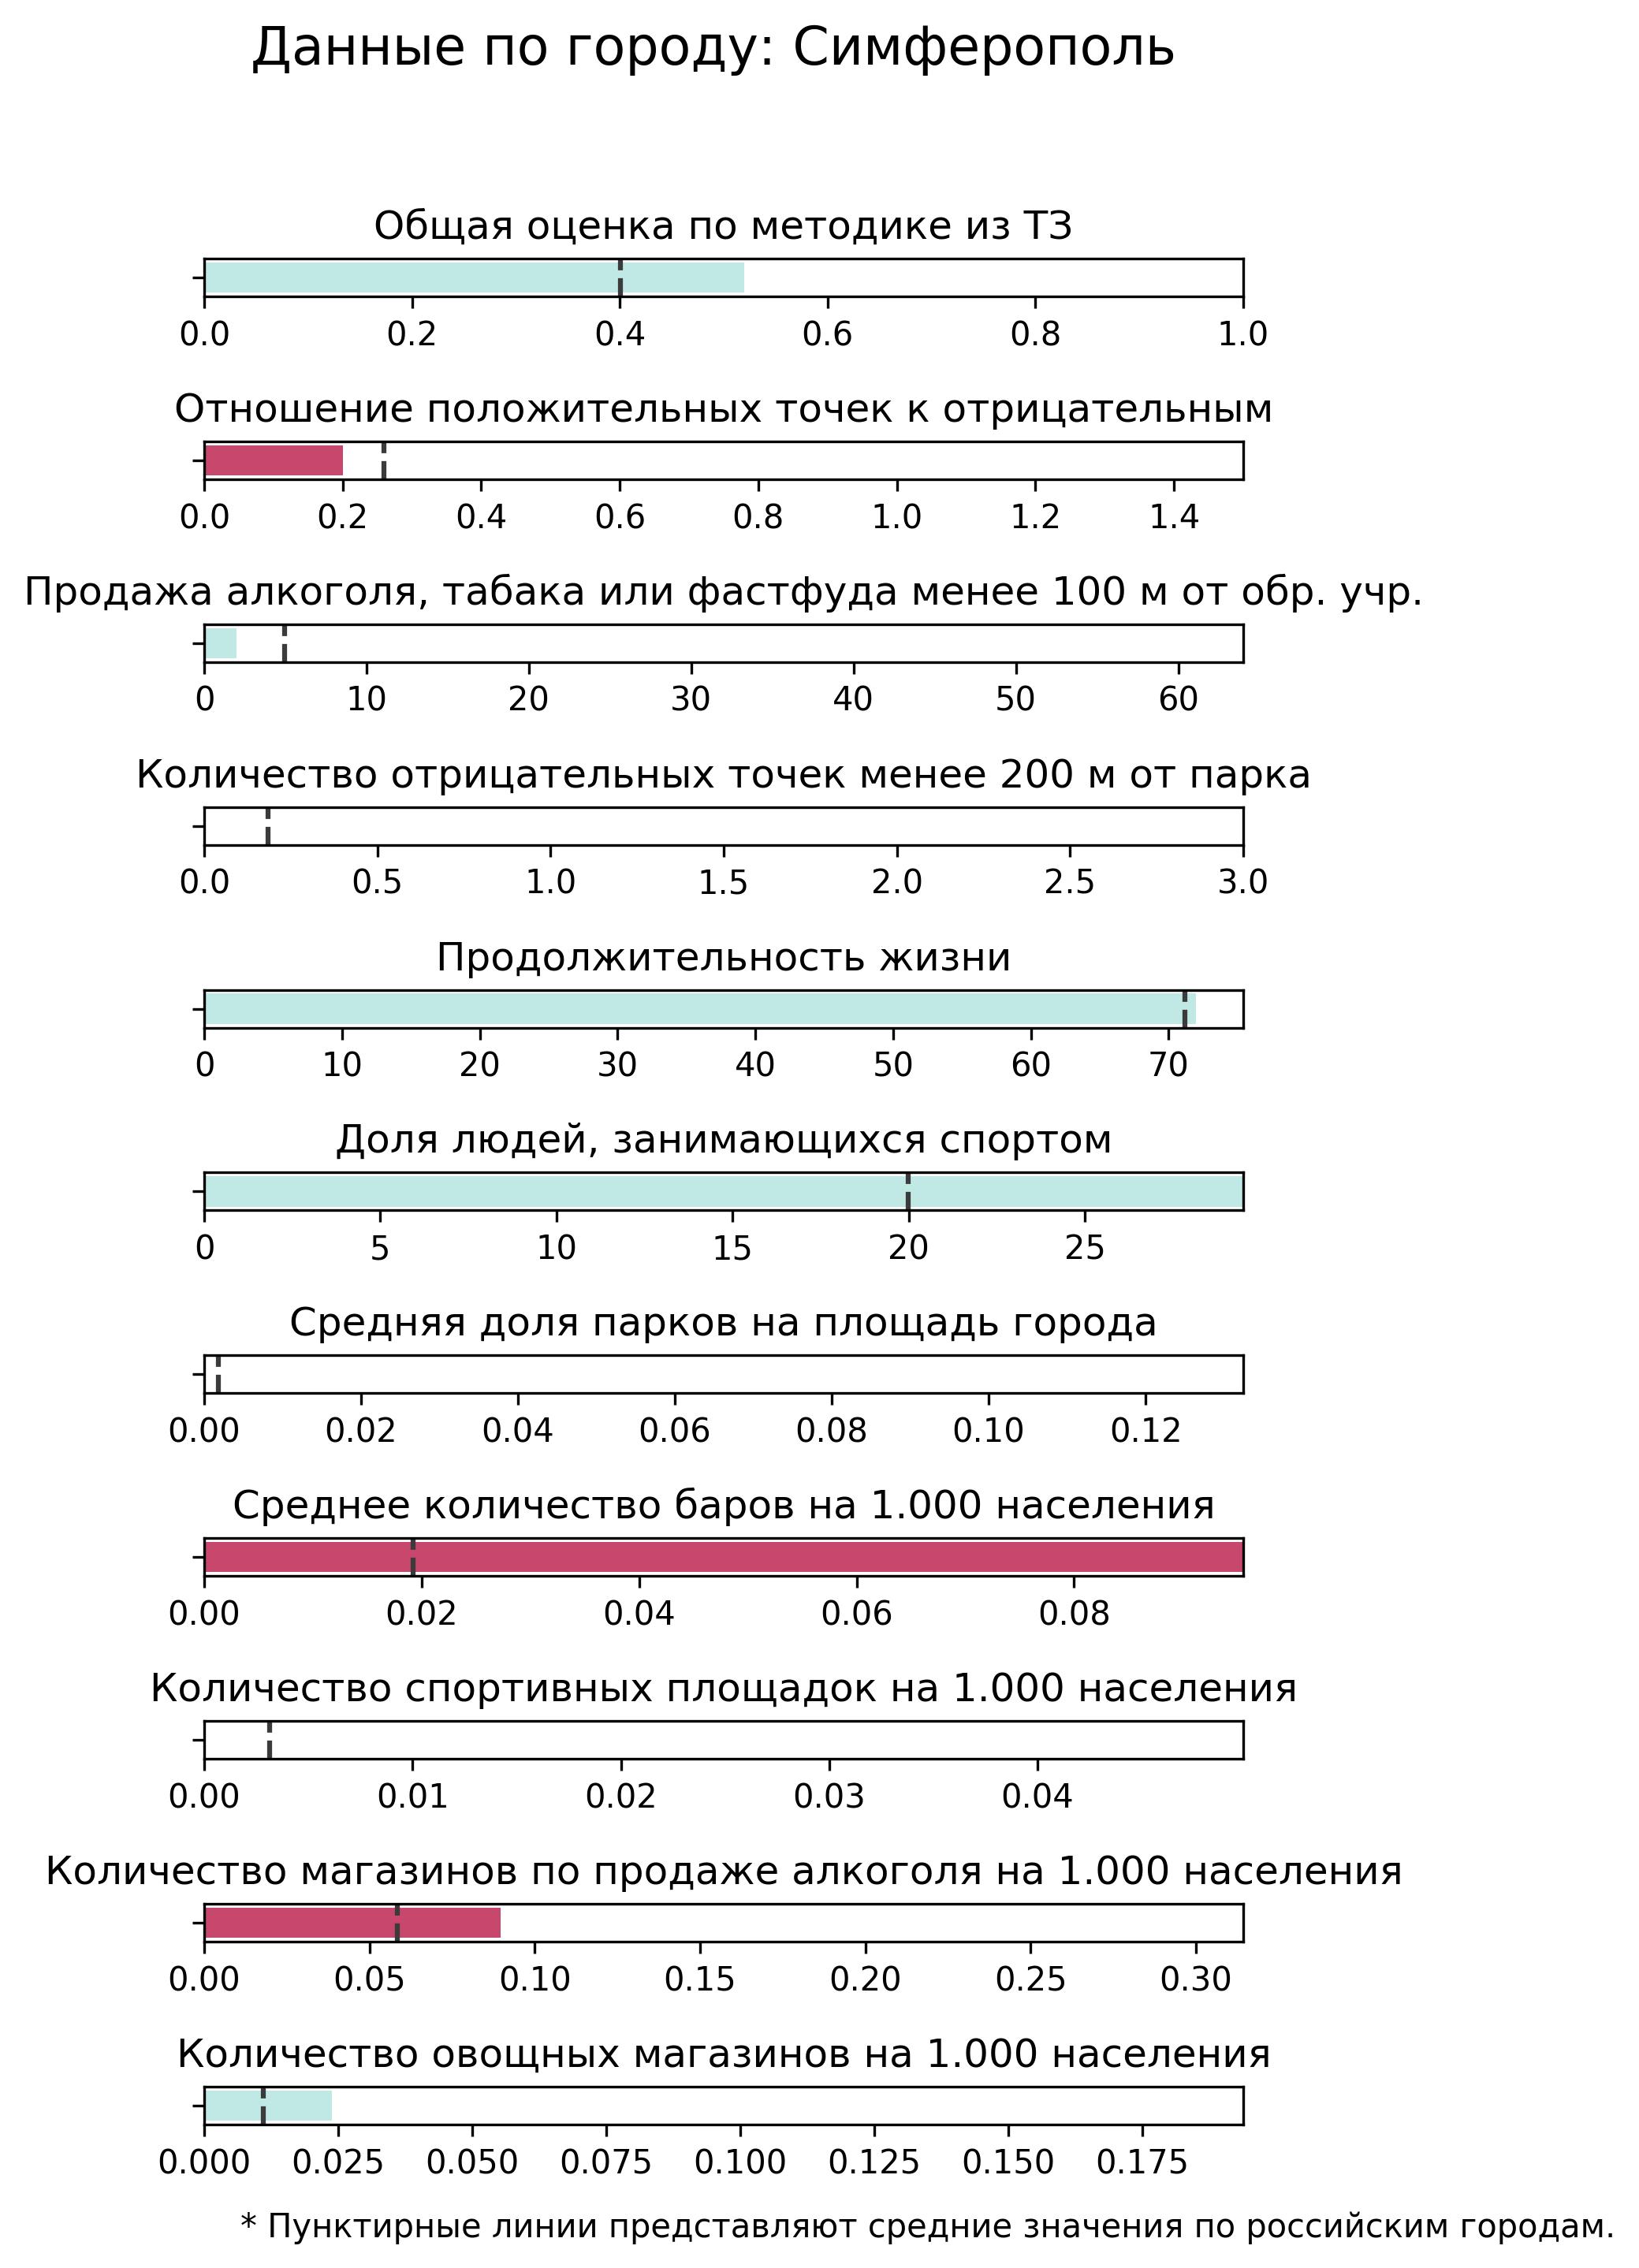 Данные по городу: Симферополь
Общая оценка по методике из ТЗ
0.0 0.2 0.4 0.6 0.8 1.0
Отношение положительных точек к отрицательным
0.0 0.2 0.4 0.6 0.8 1.0 1.2 1.4
Продажа алкоголя, табака или фастфуда менее 100 м от обр. учр.
0 10 20 30 40 50 60
Количество отрицательных точек менее 200 м от парка
0.0 0.5 1.0 1.5 2.0 2.5 3.0
Продолжительность жизни
0 10 20 30 40 50 60 70
Доля людей, занимающихся спортом
0 5 10 15 20 25
Средняя доля парков на площадь города
0.00 0.02 0.04 0.06 0.08 0.10 0.12
Среднее количество баров на 1.000 населения
0.00 0.02 0.04 0.06 0.08
Количество спортивных площадок на 1.000 населения
0.00 0.01 0.02 0.03 0.04
Количество магазинов по продаже алкоголя на 1.000 населения
0.00 0.05 0.10 0.15 0.20 0.25 0.30
Количество овощных магазинов на 1.000 населения
0.000 0.025 0.050 0.075 0.100 0.125 0.150 0.175
* Пунктирные линии представляют средние значения по российским городам.